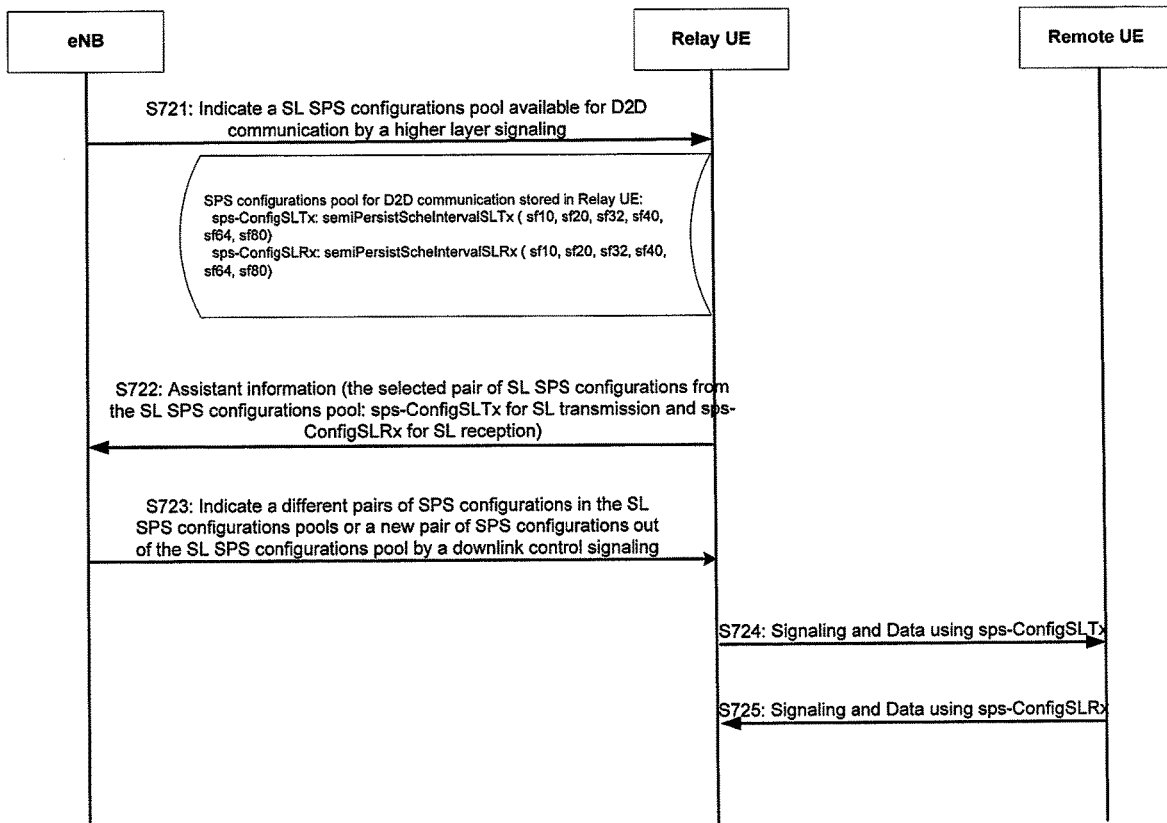 eNB
Relay UE
Remote UE
S721: Indicate a SL SPS configurations pool available for D2D
communication by a higher layer signaling
SPS configurations pool for D2D communication stored in Relay UE:
sps-ConfigSLTx: semiPersistScheIntervalSLTx ( sf10, sf20, sf32, sf40,
sf64, sf80)
sps-ConfigSLRx: semiPersistScheIntervalSLRx ( sf10, sf20, sf32, sf40,
sf64, sf80)
S722: Assistant information (the selected pair of SL SPS configurations from
the SL SPS configurations pool: sps-ConfigSLTx for SL transmission and sps-
ConfigSLRx for SL reception)
S723: Indicate a different pairs of SPS configurations in the SL
SPS configurations pools or a new pair of SPS configurations out
of the SL SPS configurations pool by a downlink control signaling
S724: Signaling and Data using sps-ConfigSLTx
S725: Signaling and Data using sps-ConfigSLRx